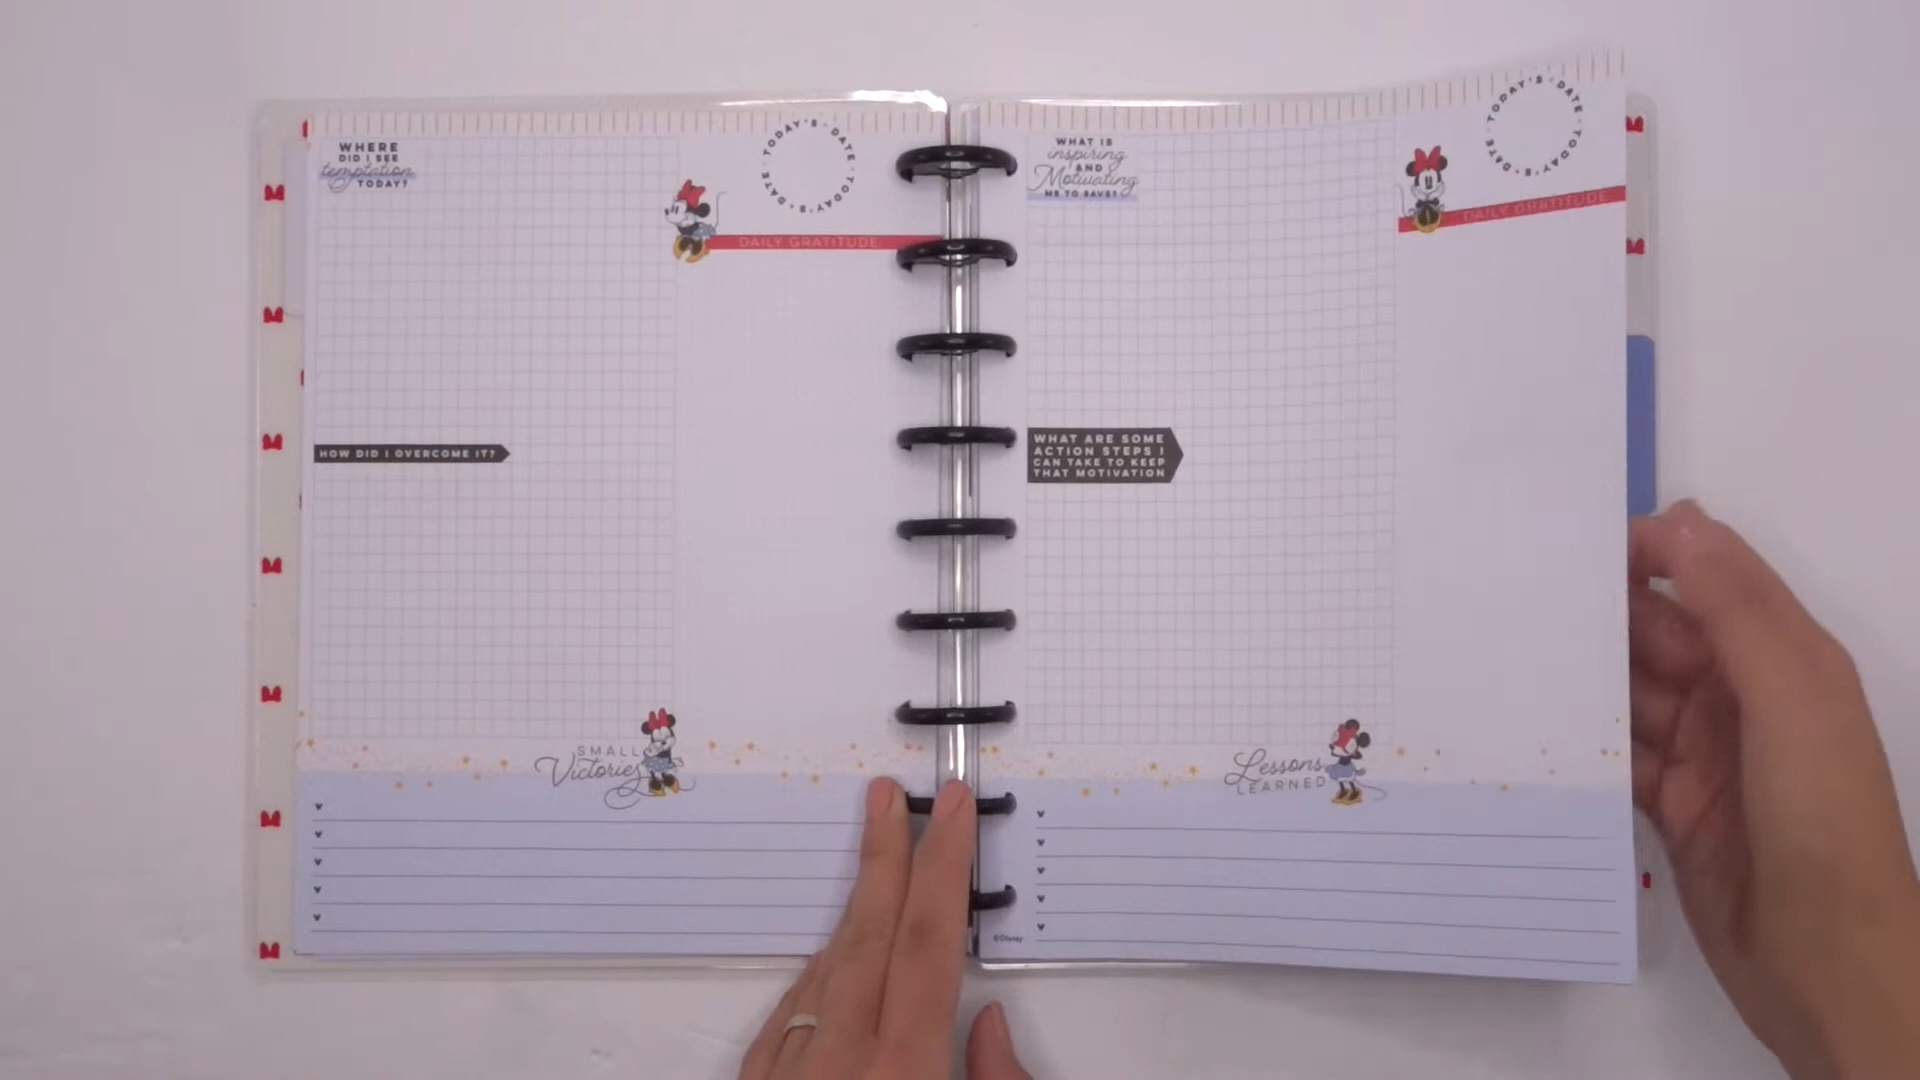 WHERE
DID I SEE
temptation
TODAY?
TODAY'S DATE • TODAY'S DATE •
DAILY GRATITUDE
HOW DID I OVERCOME IT?
SMALL
Victories
WHAT IS
inspiring
AND
Motivating
ME TO SAVE?
TODAY'S DATE • TODAY'S DATE •
DAILY GRATITUDE
WHAT ARE SOME
ACTION STEPS I
CAN TAKE TO KEEP
THAT MOTIVATION
Lessons
LEARNED
©Disney